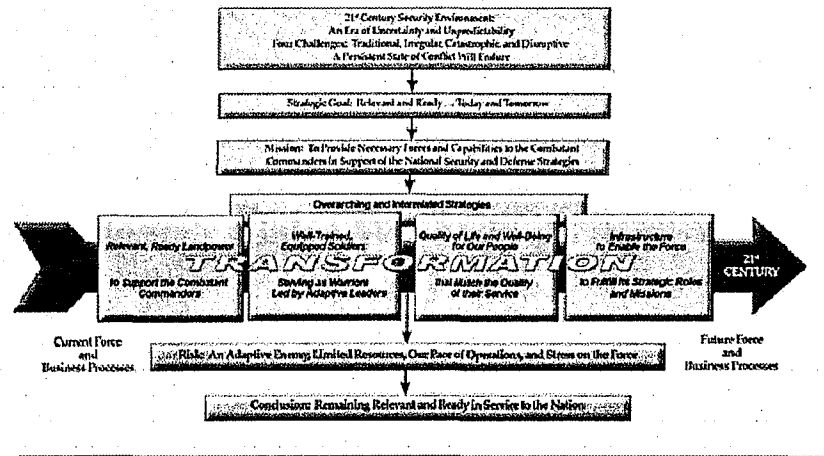 21st Century Security Environment:
An Era of Uncertainty and Unpredictability
Four Challenges: Traditional, Irregular, Catastrophic, and Disruptive
A Persistent State of Conflict Will Endure
Strategic Goal: Relevant and Ready ... Today and Tomorrow
Mission: To Provide Necessary Forces and Capabilities to the Combatant
Commanders in Support of the National Security and Defense Strategies
Overarching and Interrelated Strategies
Relevant, Ready Landpower
to Support the Combatant
Commanders
Well-Trained,
Equipped Soldiers
Serving as Warriors
Led by Adaptive Leaders
Quality of Life and Well-Being
for Our People
that Match the Quality
of their Service
Infrastructure
to Enable the Force
to Fulfill its Strategic Roles
and Missions
TRANSFORMATION
21st
CENTURY
Current Force
and
Business Processes
Future Force
and
Business Processes
Risk: An Adaptive Enemy, Limited Resources, Our Pace of Operations, and Stress on the Force
Conclusion: Remaining Relevant and Ready in Service to the Nation